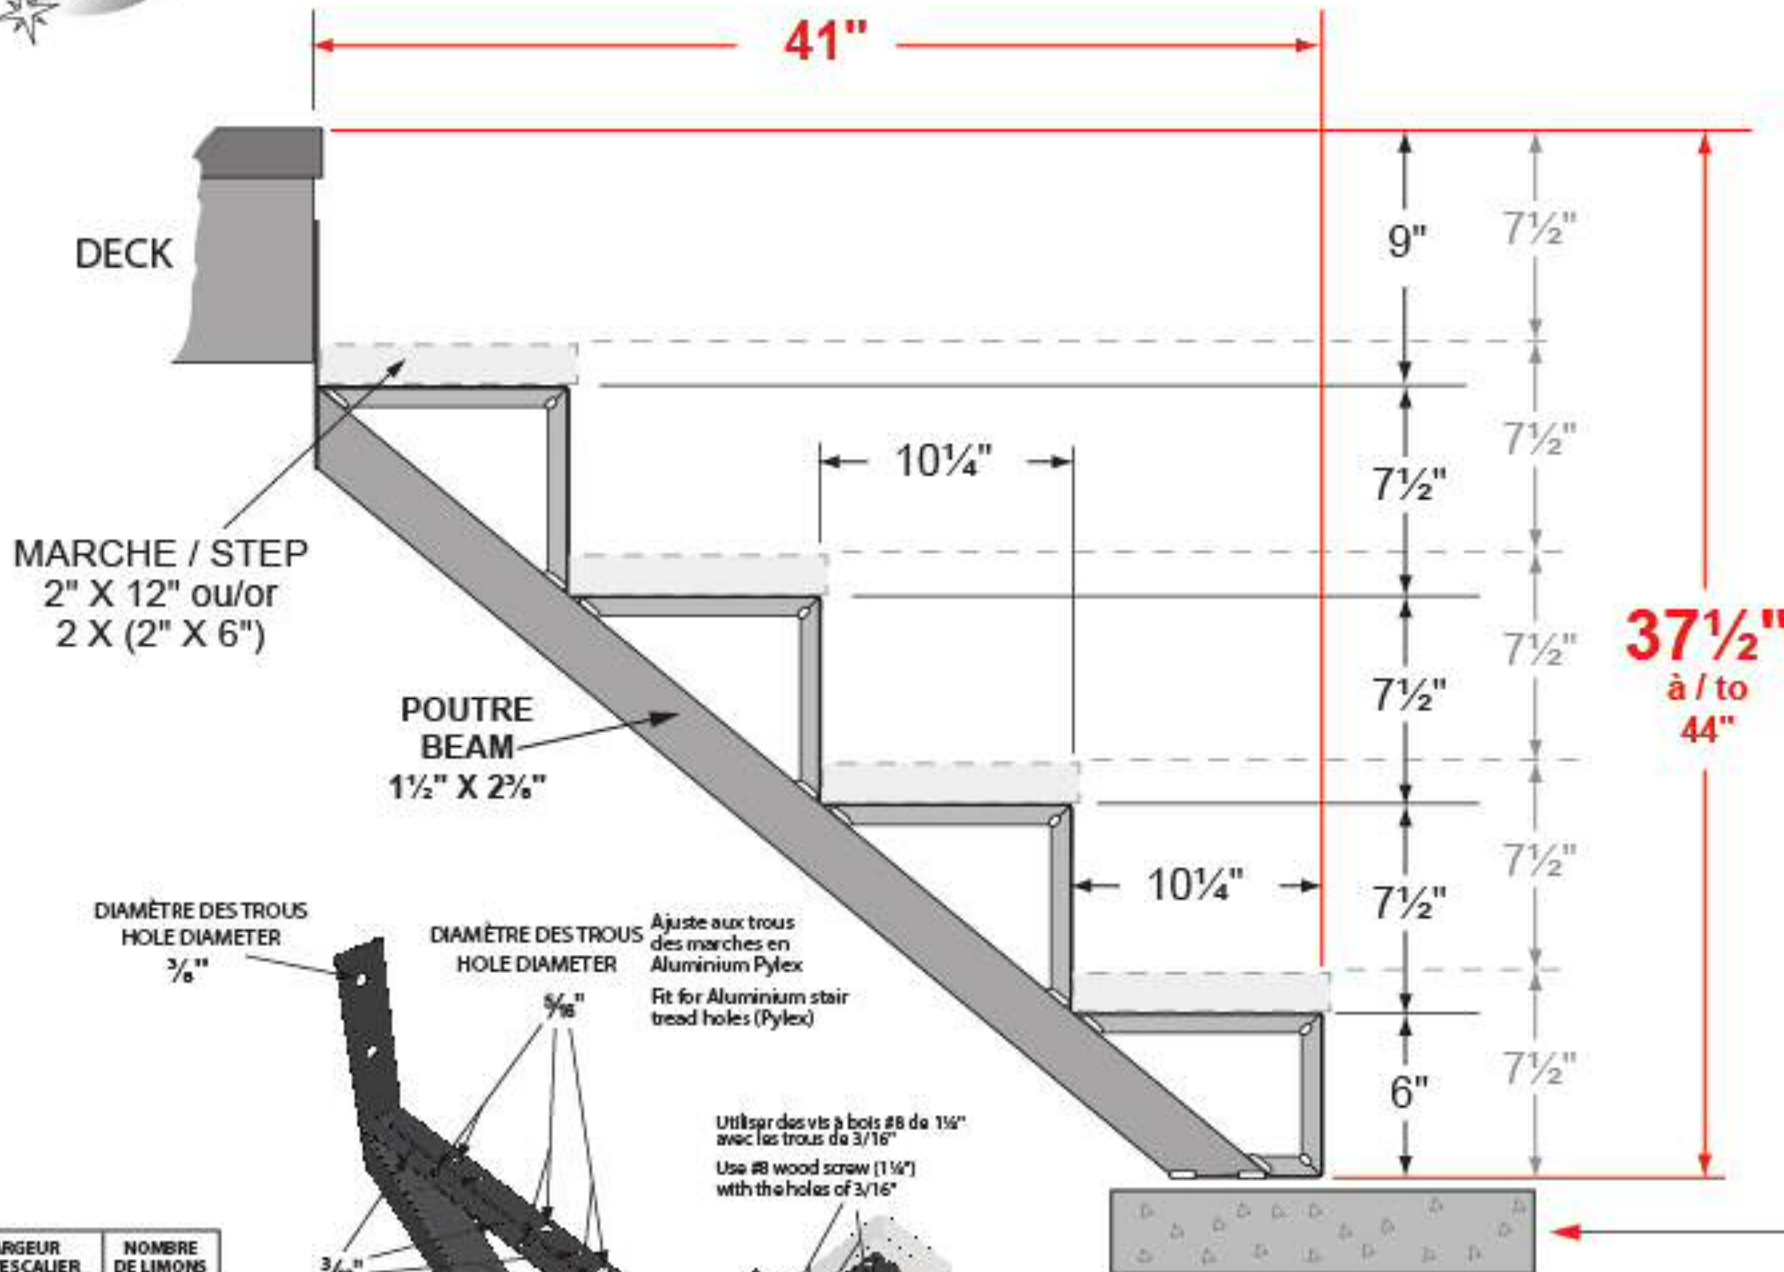 41"
DECK
9"
7½"
7½"
10¼"
7½"
MARCHE / STEP
2" X 12" ou/or
2 X (2" X 6")
7½"
37½"
à / to
44"
7½"
POUTRE
BEAM
1½" X 2⅜"
10¼"
7½"
7½"
DIAMÈTRE DES TROUS
HOLE DIAMETER
⅜"
DIAMÈTRE DES TROUS
HOLE DIAMETER
5/16"
Ajuste aux trous
des marches en
Aluminium Pylex
Fit for Aluminium stair
tread holes (Pylex)
6"
7½"
Utiliser des vis à bois #8 de 1½"
avec les trous de 3/16"
Use #8 wood screw (1½")
with the holes of 3/16"
NOMBRE
DE LIMONS